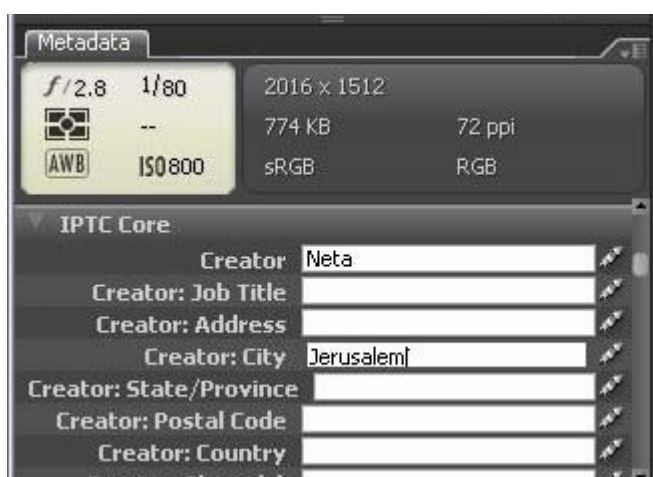 Metadata
f/2.8 1/80
2016 x 1512
--
774 KB 72 ppi
AWB ISO800
sRGB RGB
IPTC Core
Creator Neta
Creator: Job Title
Creator: Address
Creator: City Jerusalem
Creator: State/Province
Creator: Postal Code
Creator: Country